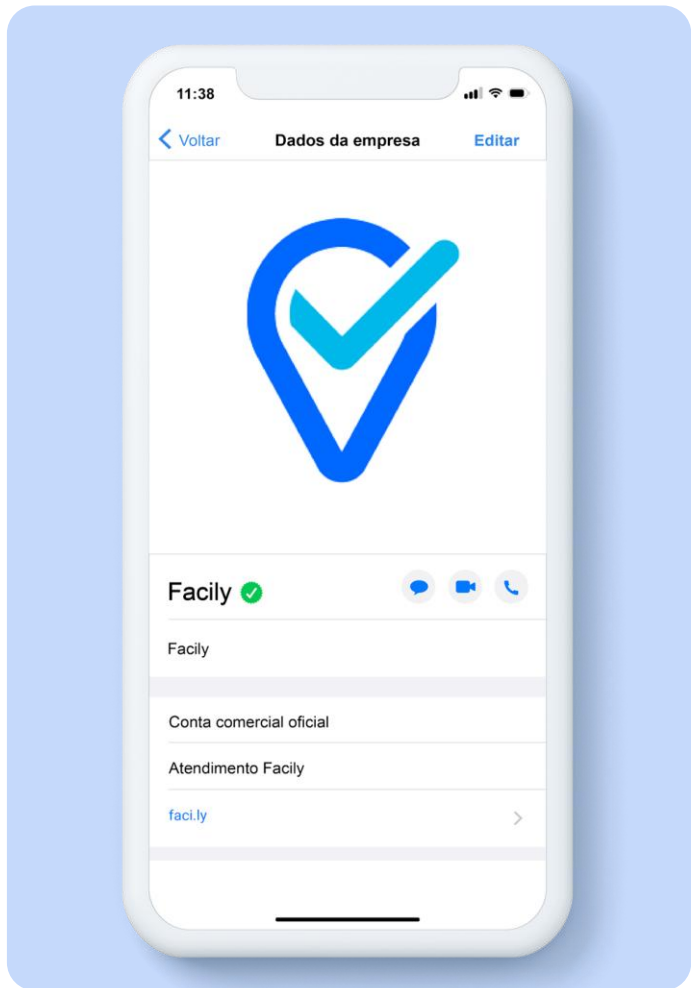 11:38
Voltar
Dados da empresa
Editar
Facily
Facily
Conta comercial oficial
Atendimento Facily
faci.ly